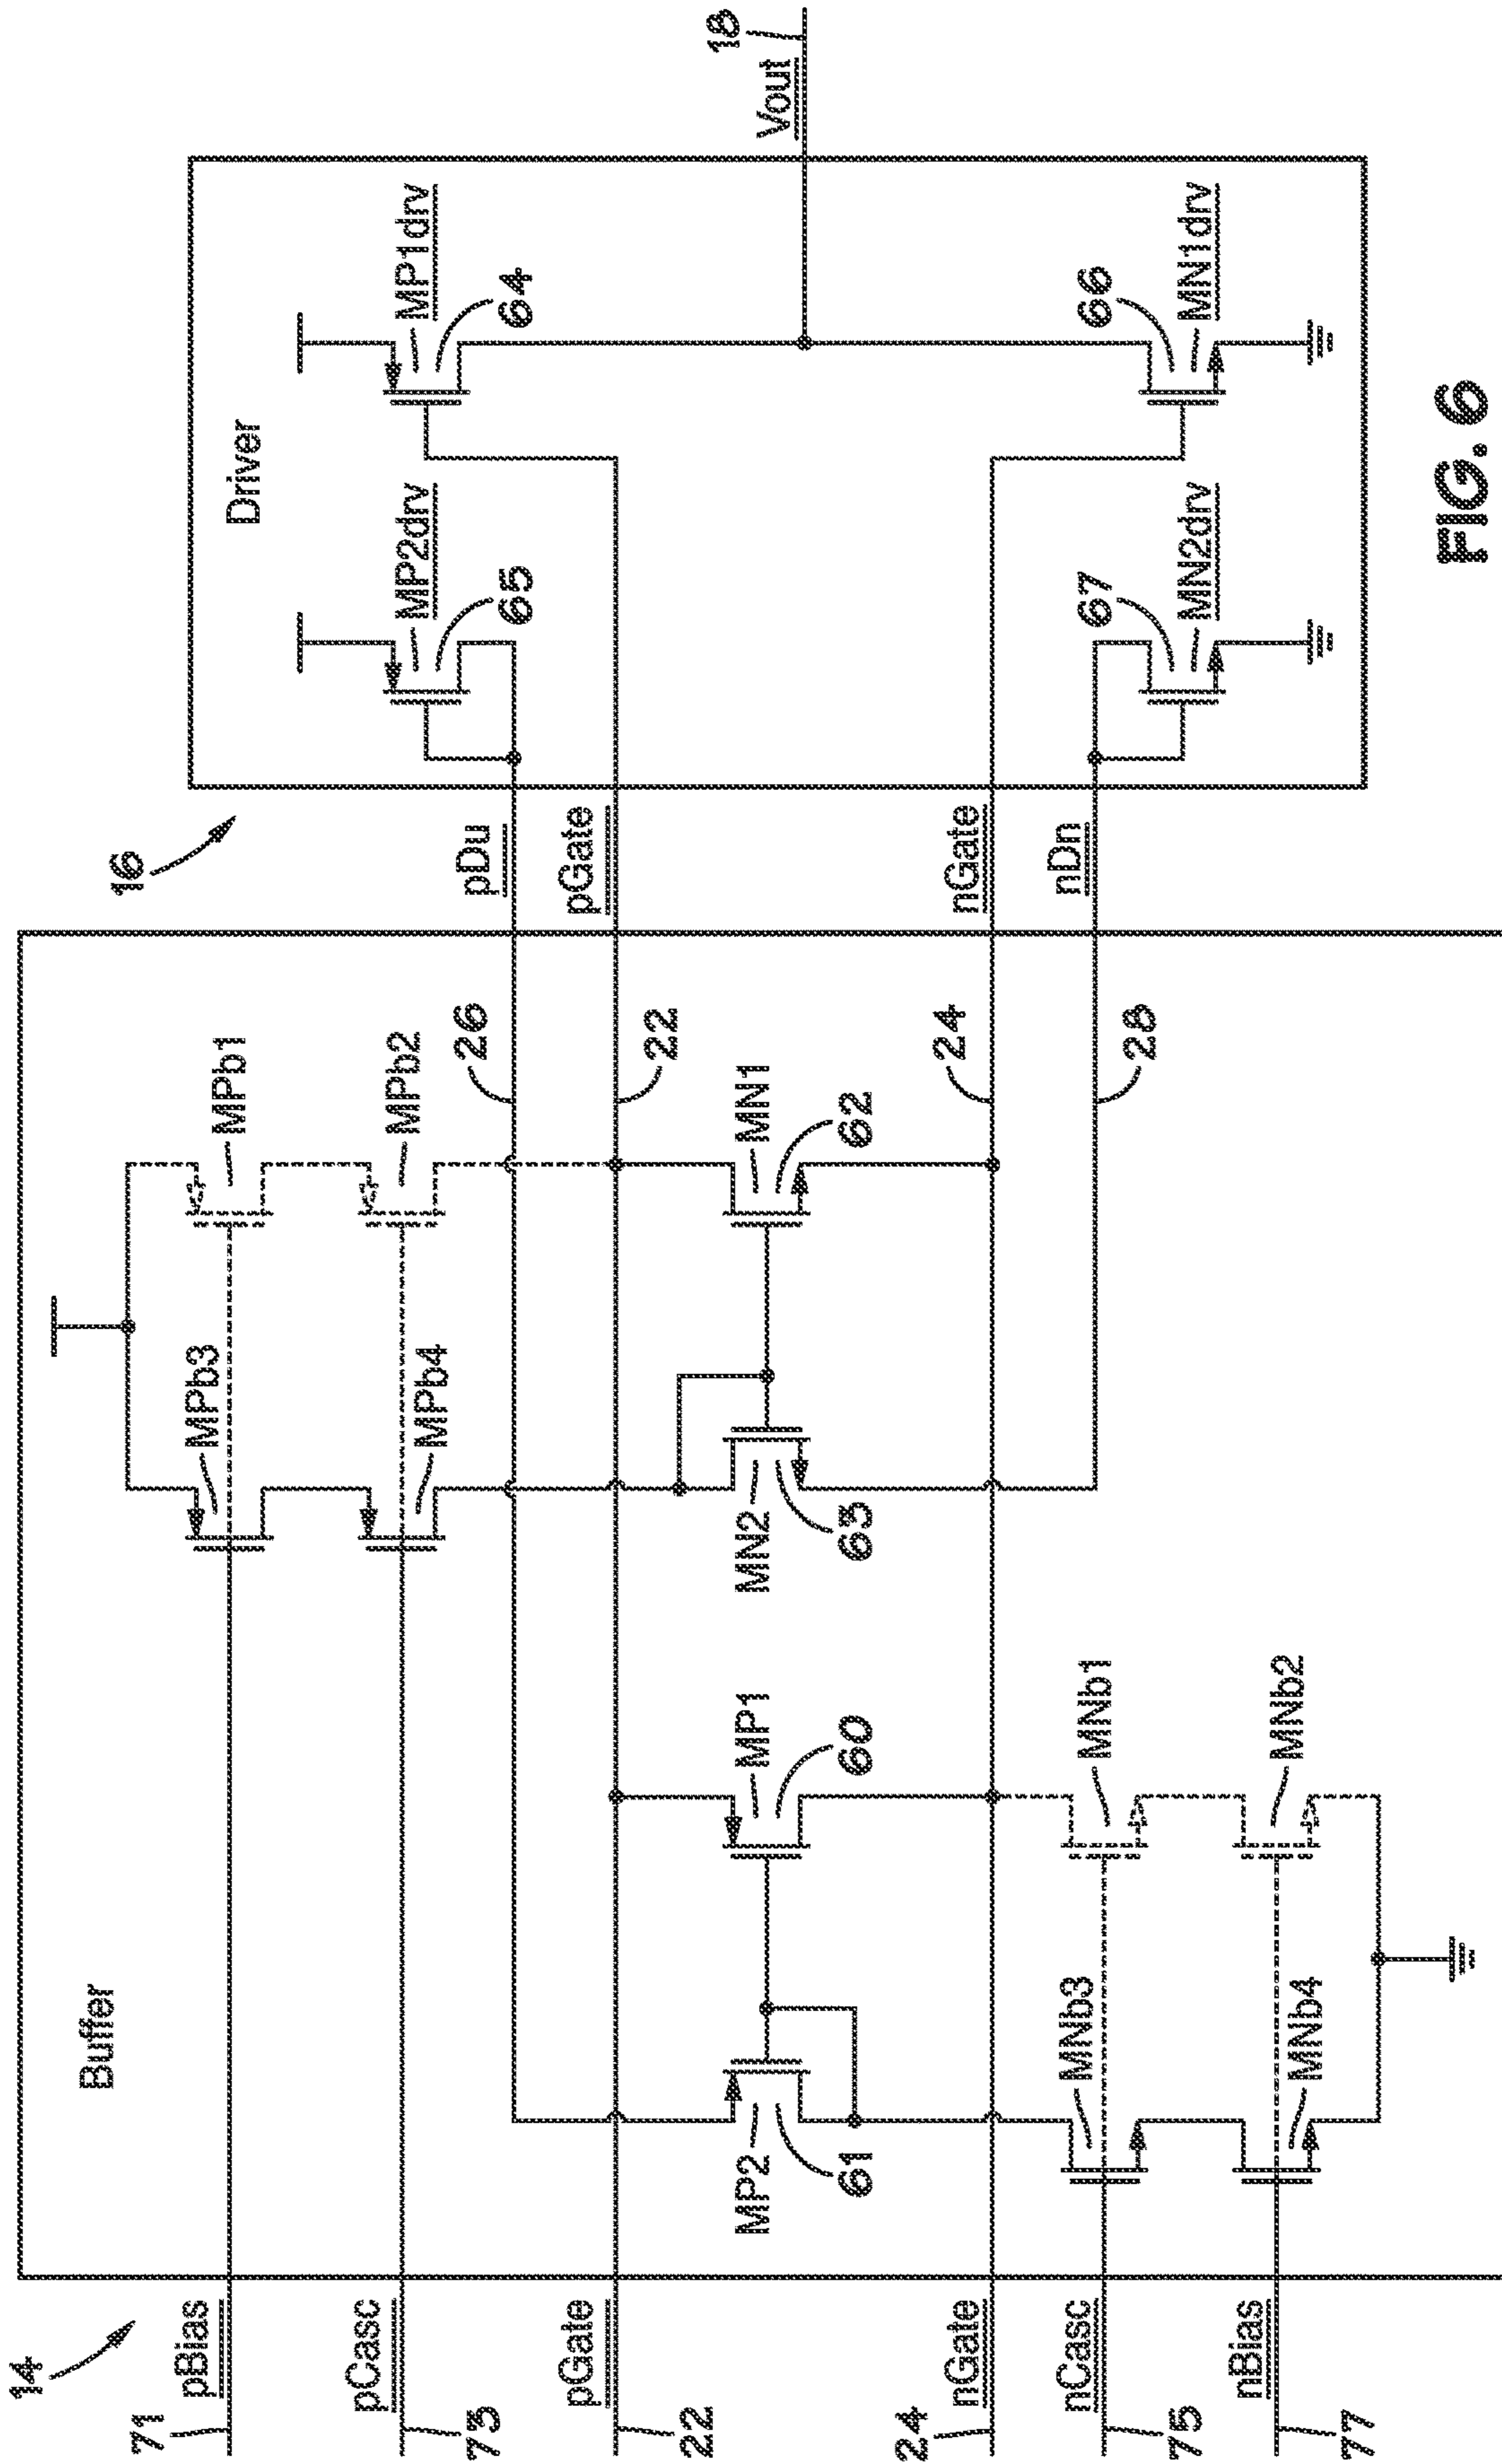 14
Buffer
16
Driver
71
pBias
MPb3
MPb1
73
pCasc
MPb4
MPb2
26
pDu
MP2drv
65
MP1drv
64
22
pGate
22
pGate
MP2
61
MP1
60
MN2
63
MN1
62
Vout
18
24
nGate
24
nGate
75
nCasc
MNb3
MNb1
28
nDn
67
MN2drv
66
MN1drv
77
nBias
MNb4
MNb2
FIG. 6